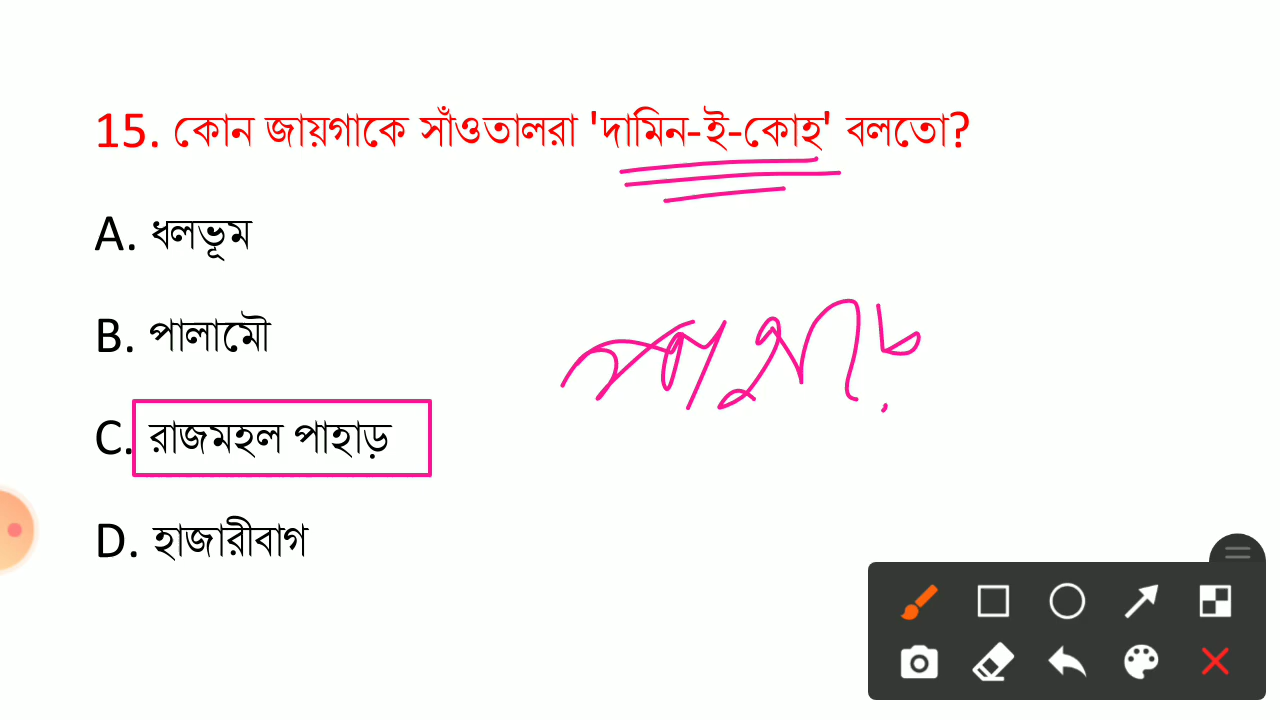 15. কোন জায়গাকে সাঁওতালরা 'দামিন-ই-কোহ' বলতো?
A. ধলভূম
B. পালামৌ
C. রাজমহল পাহাড়
D. হাজারীবাগ